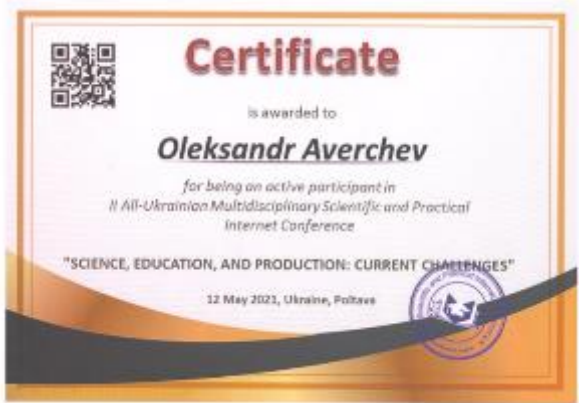 Certificate
is awarded to
Oleksandr Averchev
for being an active participant in
II All-Ukrainian Multidisciplinary Scientific and Practical
Internet Conference
"SCIENCE, EDUCATION, AND PRODUCTION: CURRENT CHALLENGES"
12 May 2021, Ukraine, Poltava